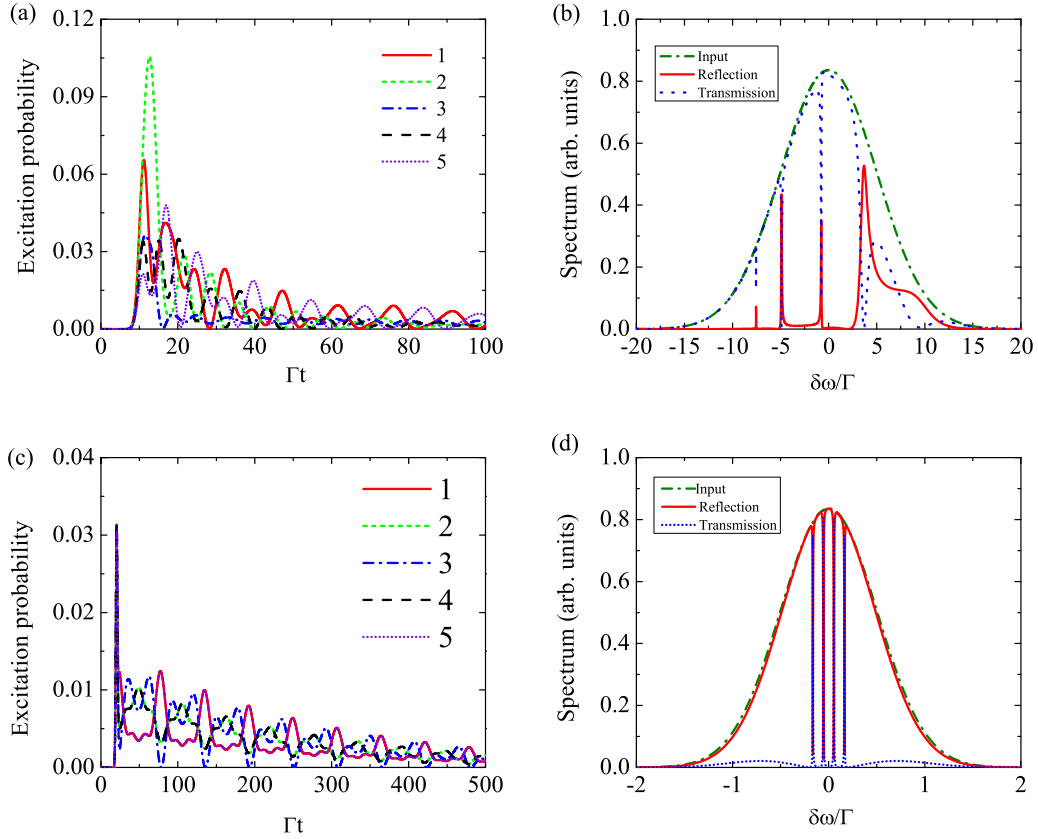 (a)
Excitation probability
0.12
0.09
0.06
0.03
0.00
0 20 40 60 80 100
Γt
1
2
3
4
5
(b)
Spectrum (arb. units)
1.0
0.8
0.6
0.4
0.2
0.0
-20 -15 -10 -5 0 5 10 15 20
δω/Γ
Input
Reflection
Transmission
(c)
Excitation probability
0.04
0.03
0.02
0.01
0.00
0 100 200 300 400 500
Γt
1
2
3
4
5
(d)
Spectrum (arb. units)
1.0
0.8
0.6
0.4
0.2
0.0
-2 -1 0 1 2
δω/Γ
Input
Reflection
Transmission